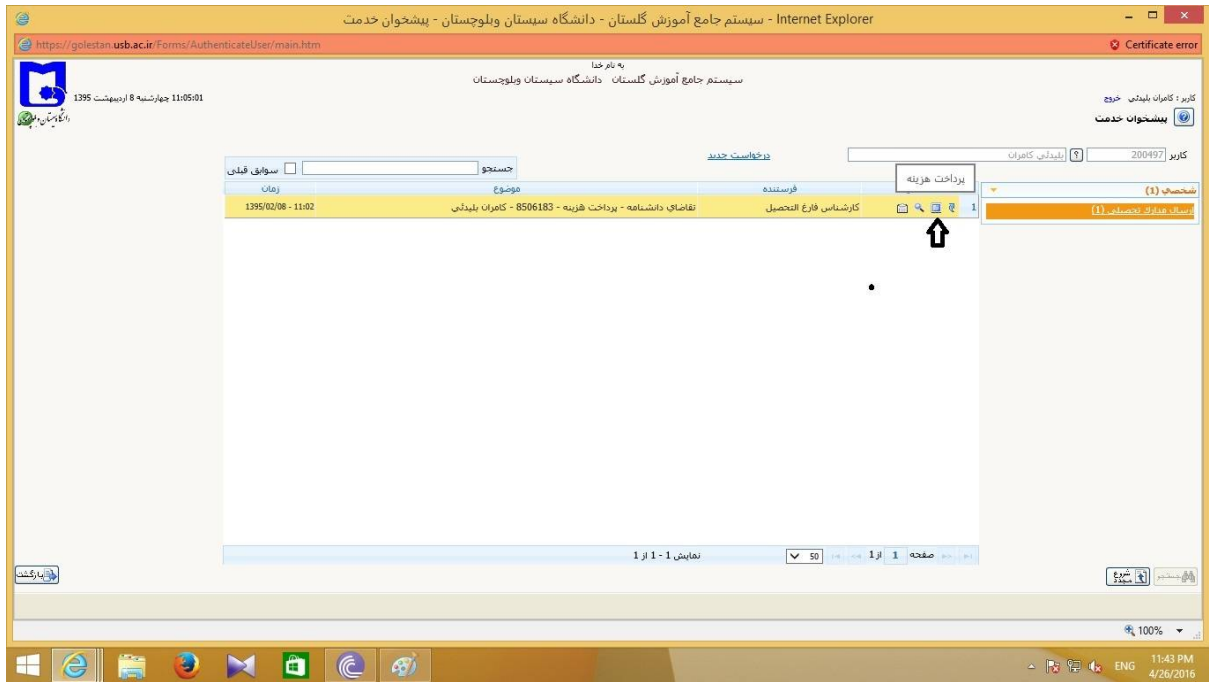 سیستم جامع آموزش گلستان - دانشگاه سیستان وبلوچستان - پیشخوان خدمت - Internet Explorer
https://golestan.usb.ac.ir/Forms/AuthenticateUser/main.htm
Certificate error
به نام خدا
سیستم جامع آموزش گلستان دانشگاه سیستان وبلوچستان
کاربر : کامران بلیدئی خروج
11:05:01 چهارشنبه 8 اردیبهشت 1395
پیشخوان خدمت
کاربر 200497 ؟ بلیدئی کامران
درخواست جدید
جستجو
سوابق قبلی
پرداخت هزینه
شخصی (1)
ارسال مدارک تحصیلی (1)
فرستنده
موضوع
زمان
1
کارشناس فارغ التحصیل
تقاضای دانشنامه - پرداخت هزینه - 8506183 - کامران بلیدئی
1395/02/08 - 11:02
صفحه 1 از 1
50
نمایش 1 - 1 از 1
جستجو
شروع مجدد
بازگشت
100%
ENG
11:43 PM
4/26/2016